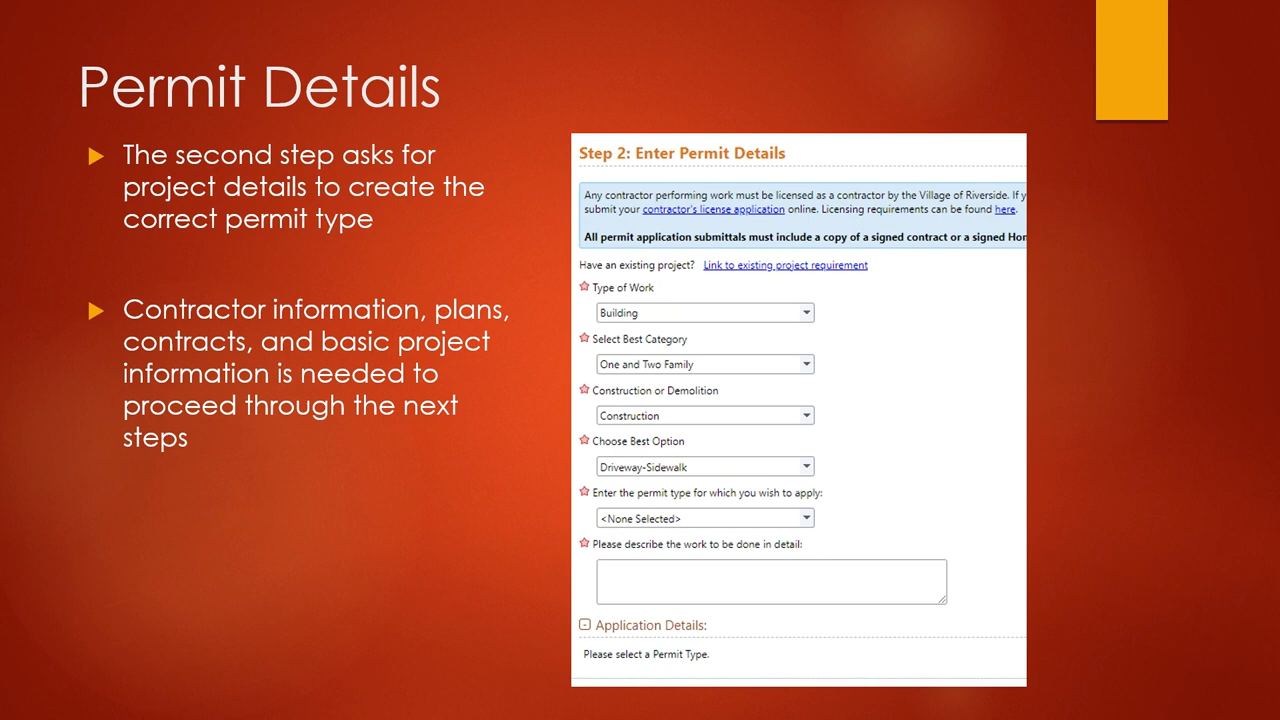 Permit Details
The second step asks for
project details to create the
correct permit type
Contractor information, plans,
contracts, and basic project
information is needed to
proceed through the next
steps
Step 2: Enter Permit Details
Any contractor performing work must be licensed as a contractor by the Village of Riverside. If y
submit your contractor's license application online. Licensing requirements can be found here.
All permit application submittals must include a copy of a signed contract or a signed Hon
Have an existing project? Link to existing project requirement
Type of Work
Building
Select Best Category
One and Two Family
Construction or Demolition
Construction
Choose Best Option
Driveway-Sidewalk
Enter the permit type for which you wish to apply:
<None Selected>
Please describe the work to be done in detail:
Application Details:
Please select a Permit Type.